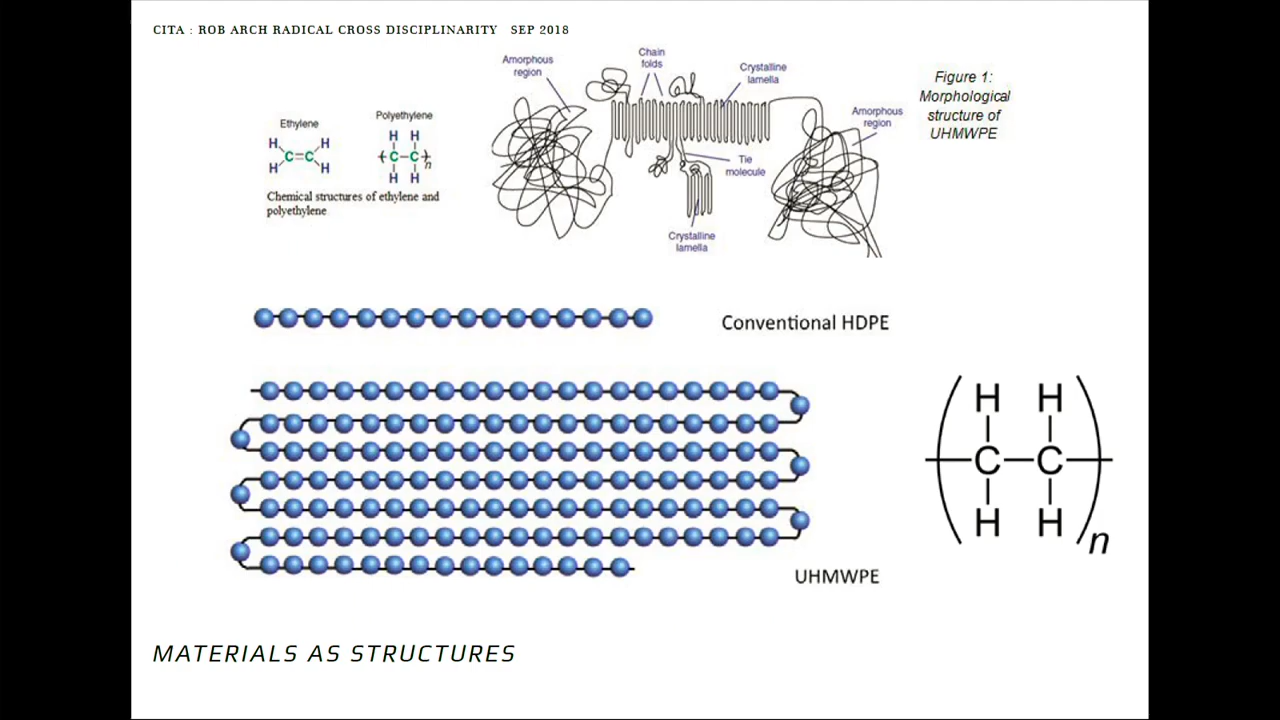 CITA : ROB ARCH RADICAL CROSS DISCIPLINARITY SEP 2018
Amorphous
region
Chain
folds
Crystalline
lamella
Figure 1:
Morphological
structure of
UHMWPE
Amorphous
region
Ethylene
Polyethylene
H H
C=C
H H
H H
C-C
n
H H
Chemical structures of ethylene and
polyethylene
Tie
molecule
Crystalline
lamella
Conventional HDPE
UHMWPE
H H
C C
H H
n
MATERIALS AS STRUCTURES